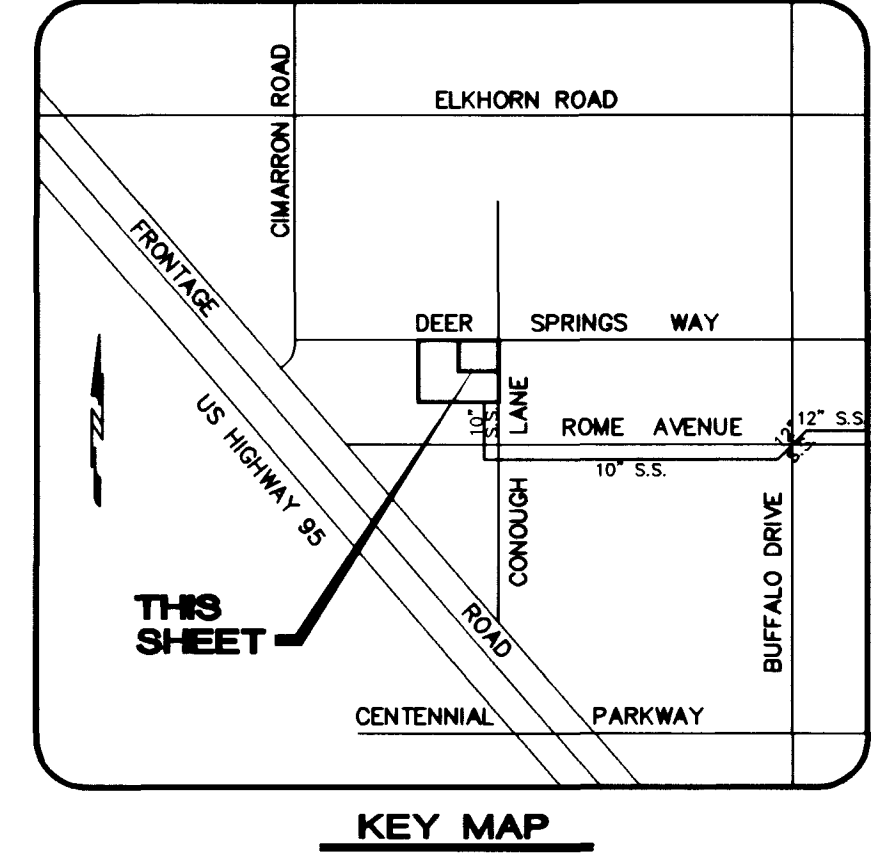 ELKHORN ROAD
CIMARRON ROAD
FRONTAGE
DEER SPRINGS WAY
US HIGHWAY 95
10" S.S.
LANE
ROME AVENUE
12" S.S.
12" S.S.
10" S.S.
CONOUGH
BUFFALO DRIVE
THIS
SHEET
ROAD
CENTENNIAL PARKWAY
KEY MAP